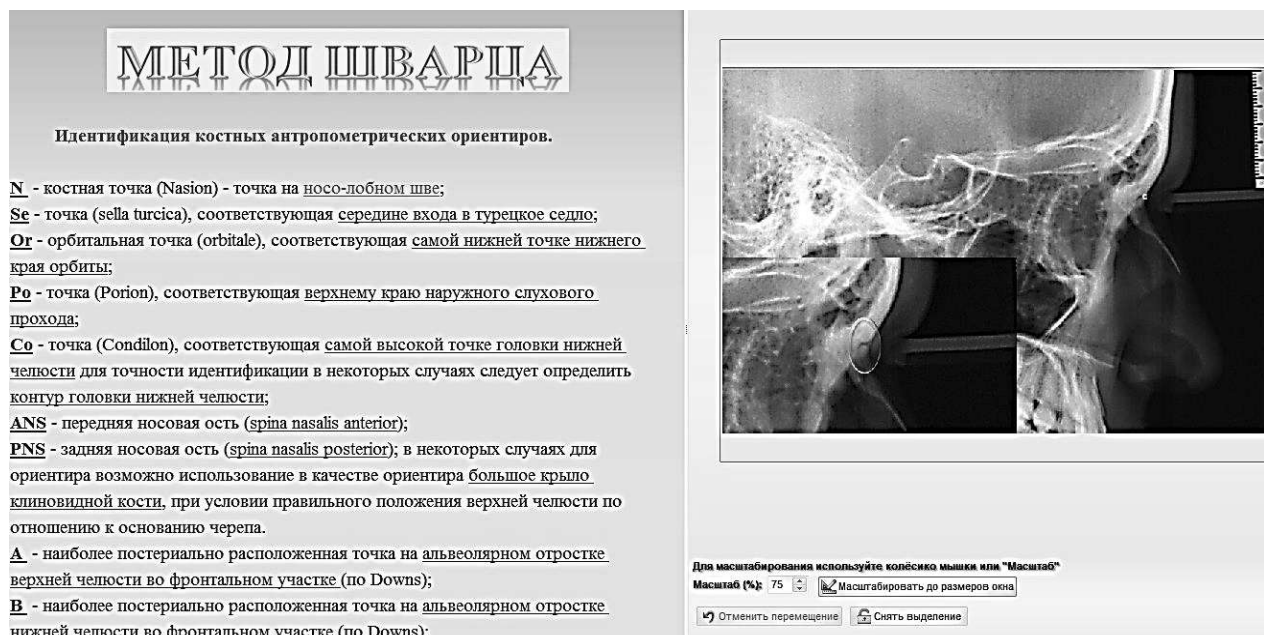 МЕТОД ШВАРЦА
Идентификация костных антропометрических ориентиров.
N - костная точка (Nasion) - точка на носо-лобном шве;
Se - точка (sella turcica), соответствующая середине входа в турецкое седло;
Or - орбитальная точка (orbitale), соответствующая самой нижней точке нижнего
края орбиты;
Po - точка (Porion), соответствующая верхнему краю наружного слухового
прохода;
Co - точка (Condilon), соответствующая самой высокой точке головки нижней
челюсти для точности идентификации в некоторых случаях следует определить
контур головки нижней челюсти;
ANS - передняя носовая ость (spina nasalis anterior);
PNS - задняя носовая ость (spina nasalis posterior); в некоторых случаях для
ориентира возможно использование в качестве ориентира большое крыло
клиновидной кости, при условии правильного положения верхней челюсти по
отношению к основанию черепа.
A - наиболее постериально расположенная точка на альвеолярном отростке
верхней челюсти во фронтальном участке (по Downs);
B - наиболее постериально расположенная точка на альвеолярном отростке
нижней челюсти во фронтальном участке (по Downs);
Для масштабирования используйте колёсико мышки или "Масштаб"
Масштаб (%): 75 Масштабировать до размеров окна
Отменить перемещение Снять выделение